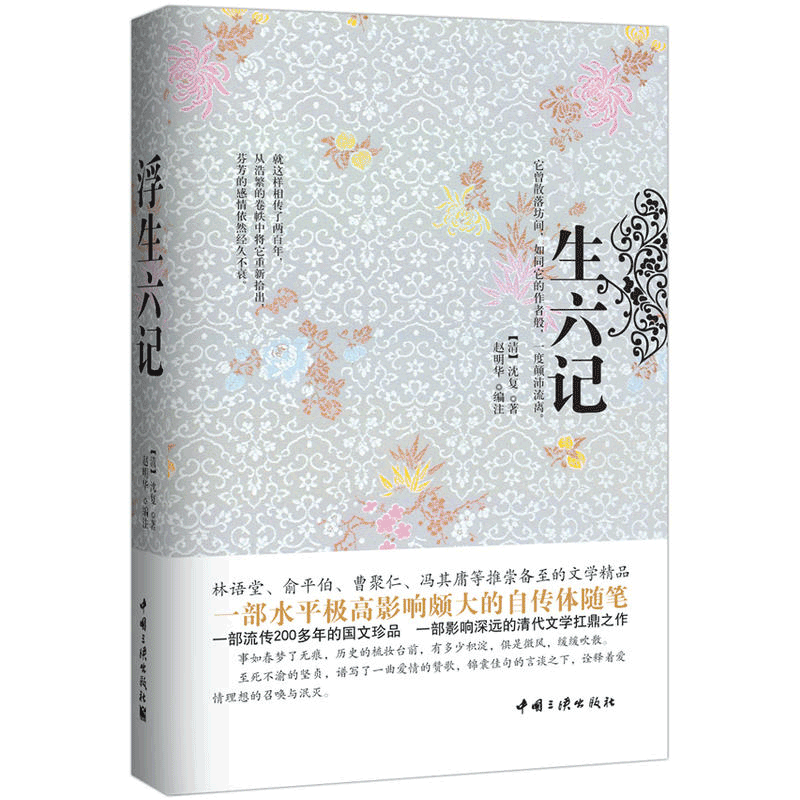 浮生六记
【清】沈复◎著
赵明华◎编注
中国三峡出版社
就这样相传了两百年，
从浩繁的卷帙中将它重新拾出，
芬芳的感情依然经久不衰。
它曾散落坊间，如同它的作者般，一度颠沛流离。
生六记
【清】沈复◎著
赵明华◎编注
林语堂、俞平伯、曹聚仁、冯其庸等推崇备至的文学精品
一部水平极高影响颇大的自传体随笔
一部流传200多年的国文珍品 一部影响深远的清代文学扛鼎之作
事如春梦了无痕，历史的梳妆台前，有多少积淀，俱是微风，缓缓吹散。
至死不渝的坚贞，谱写了一曲爱情的赞歌，锦囊佳句的言谈之下，诠释着爱
情理想的召唤与泯灭。
中国三峡出版社